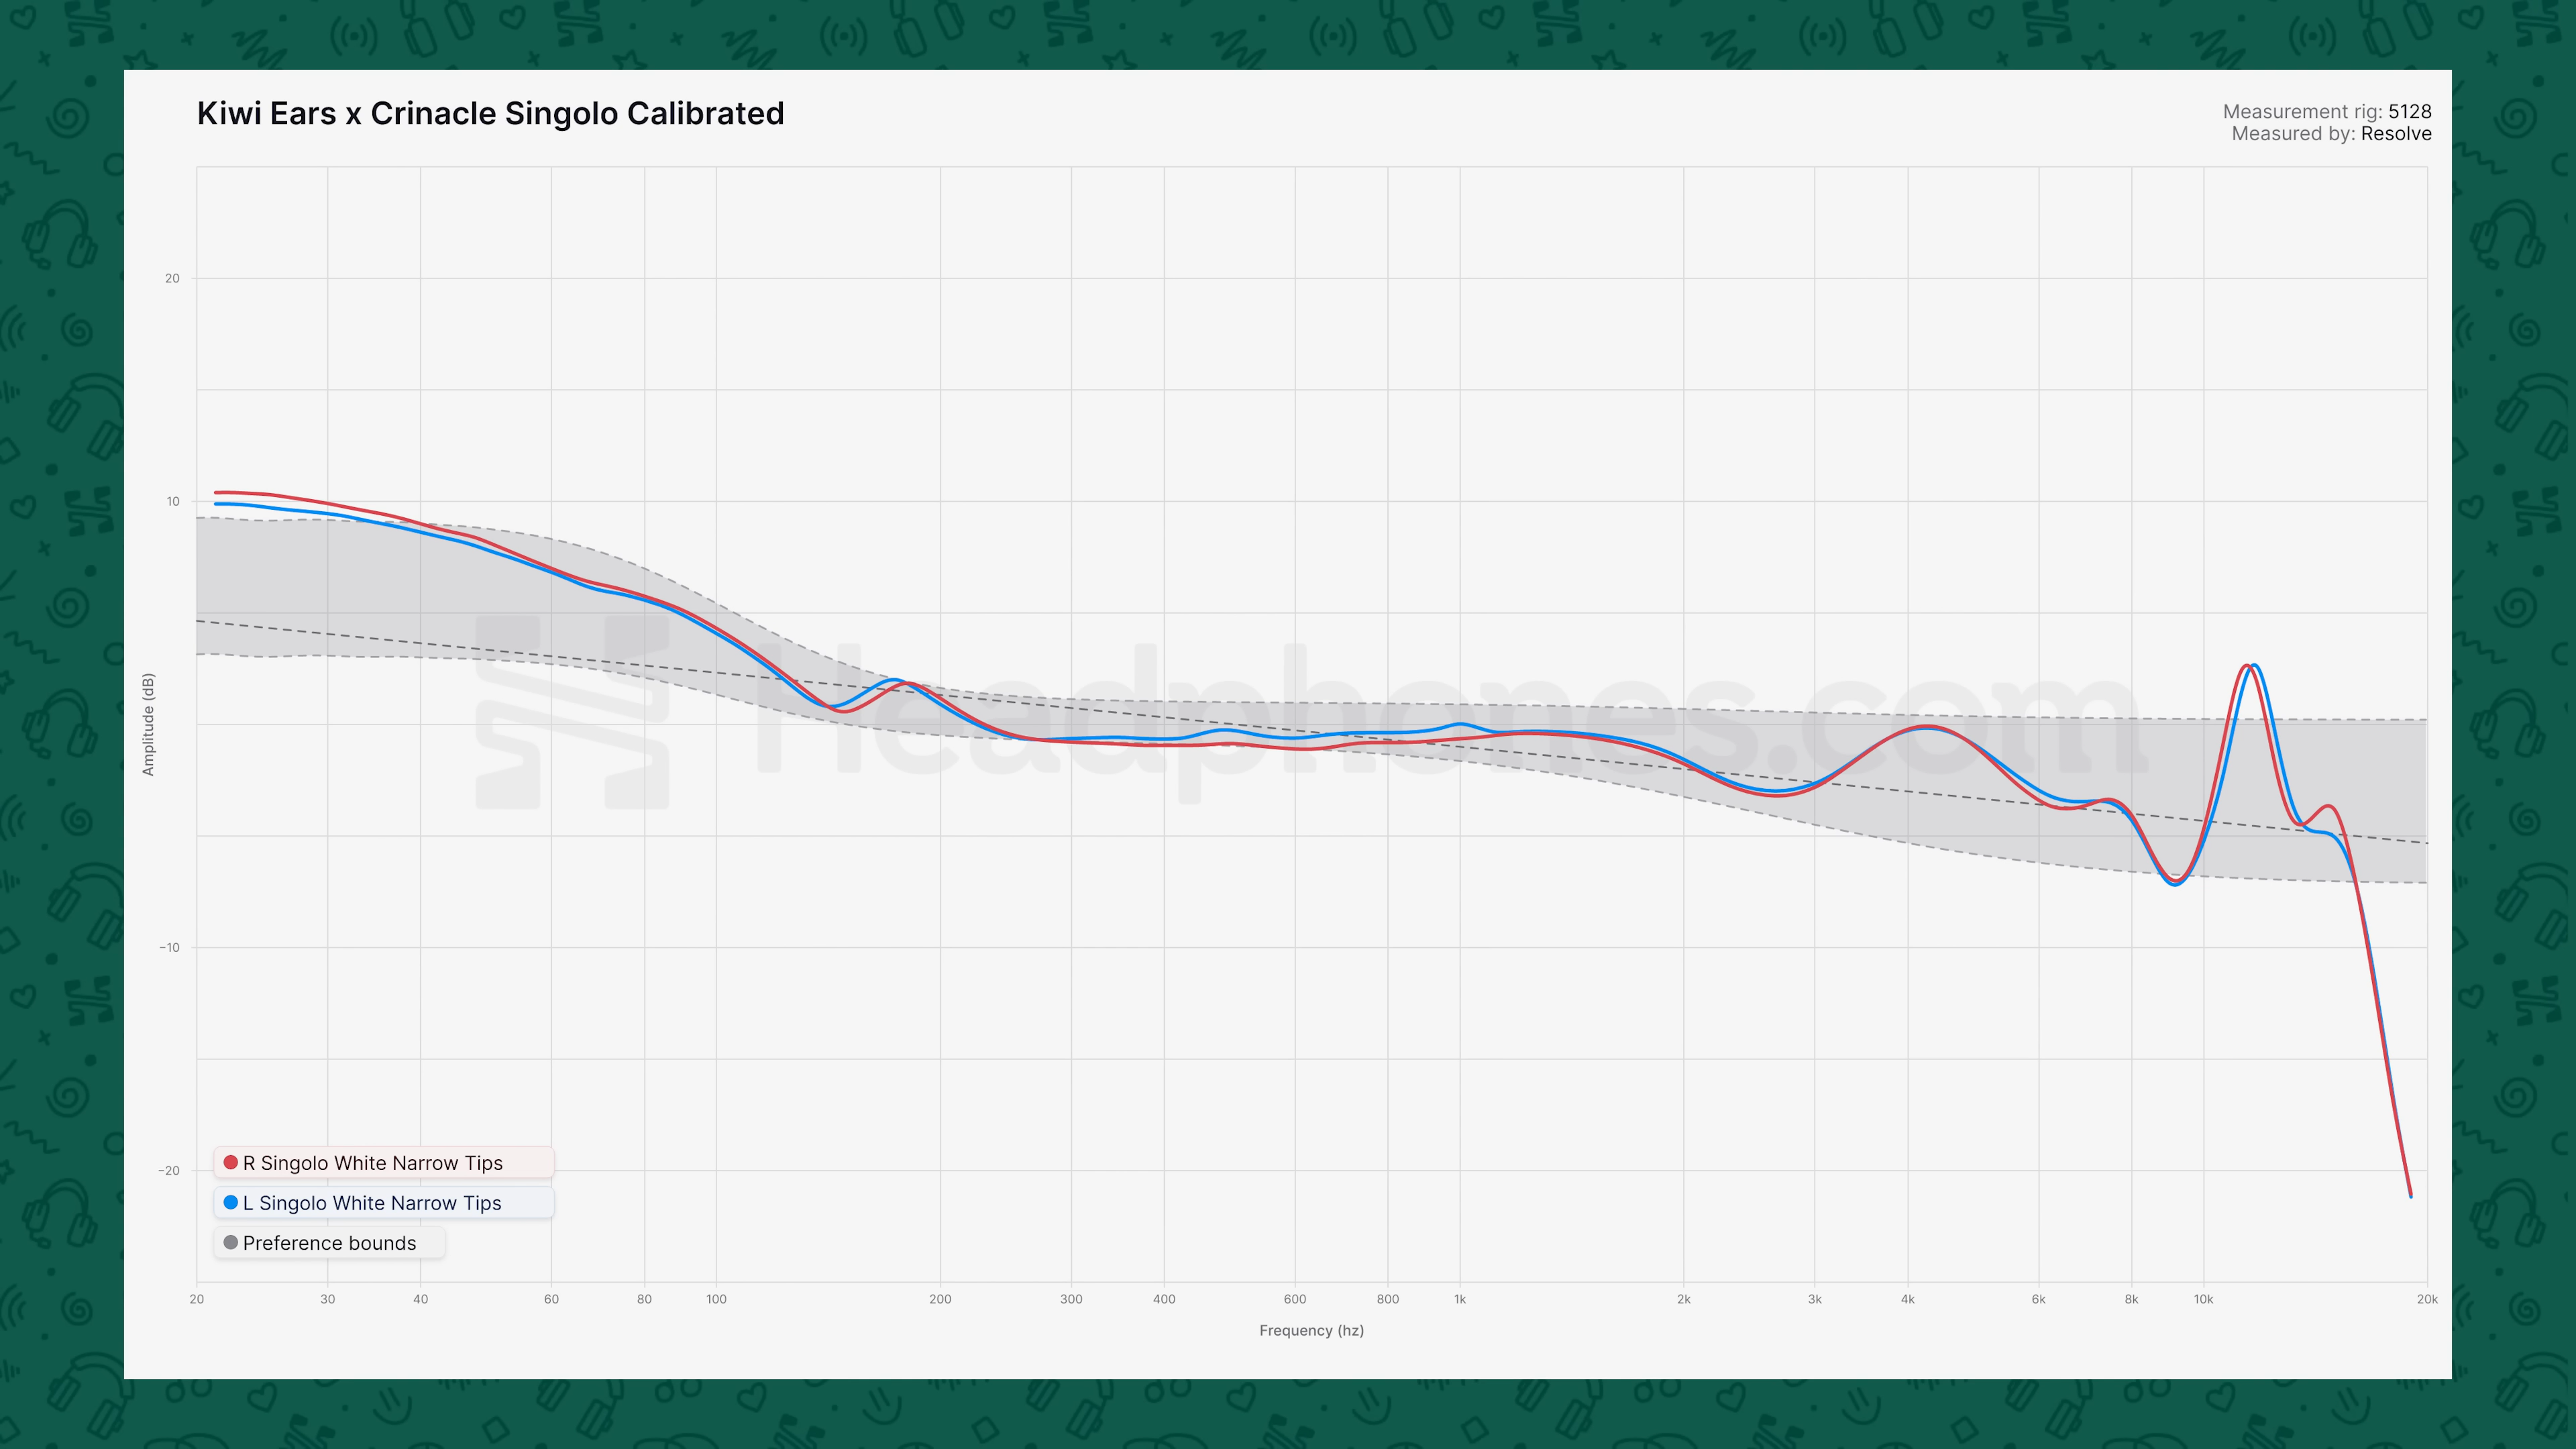 Kiwi Ears x Crinacle Singolo Calibrated
Measurement rig: 5128
Measured by: Resolve
20
10
−10
−20
Amplitude (dB)
Headphones.com
R Singolo White Narrow Tips
L Singolo White Narrow Tips
Preference bounds
20 30 40 60 80 100 200 300 400 600 800 1k 2k 3k 4k 6k 8k 10k 20k
Frequency (hz)